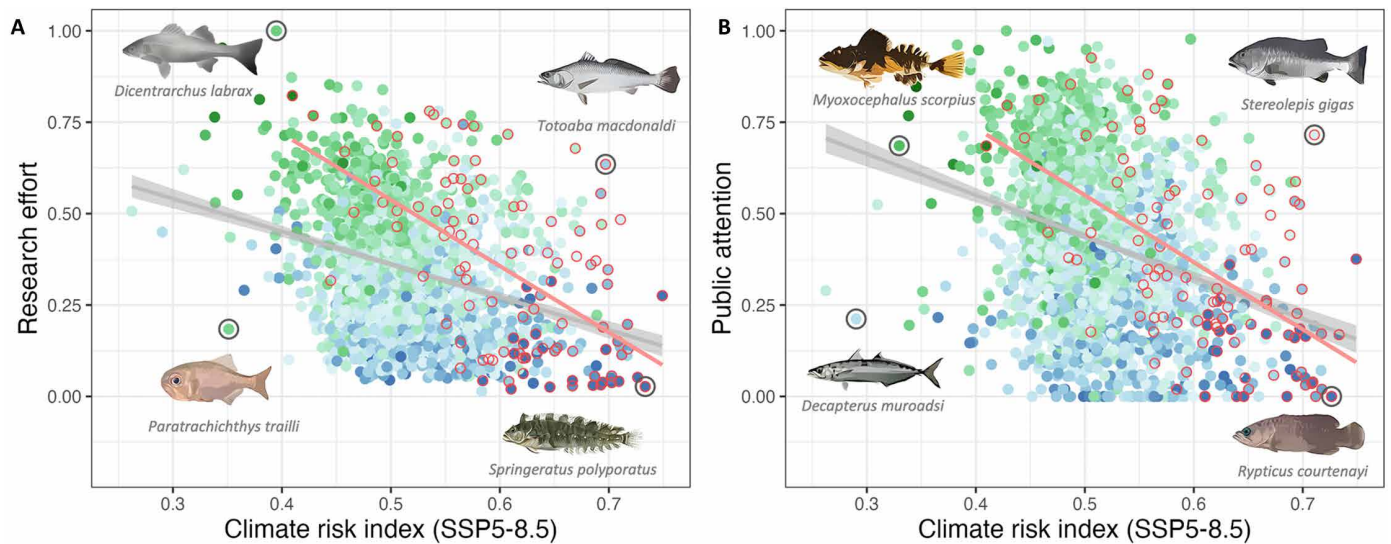 A
1.00
0.75
0.50
0.25
0.00
Research effort
Dicentrarchus labrax
Totoaba macdonaldi
Paratrachichthys trailli
Springeratus polyporatus
0.3 0.4 0.5 0.6 0.7
Climate risk index (SSP5-8.5)
B
1.00
0.75
0.50
0.25
0.00
Public attention
Myoxocephalus scorpius
Stereolepis gigas
Decapterus muroadsi
Rypticus courtenayi
0.3 0.4 0.5 0.6 0.7
Climate risk index (SSP5-8.5)